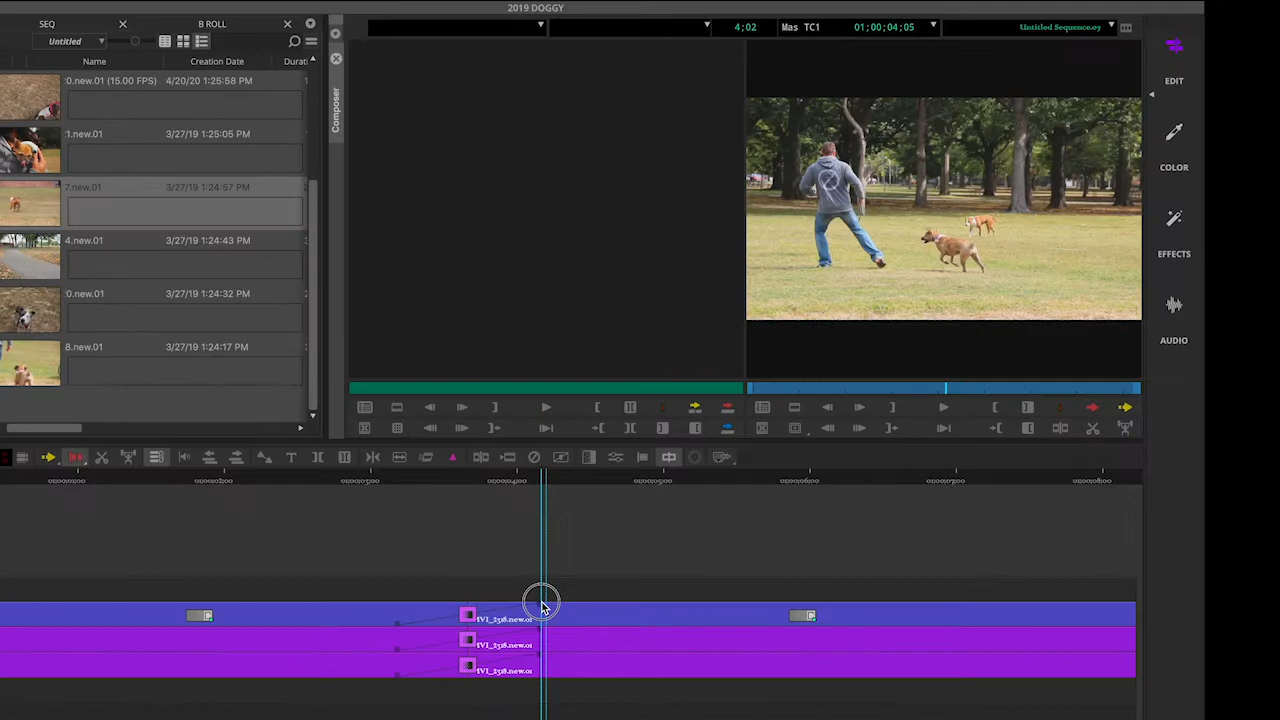 2019 DOGGY
SEQ
B ROLL
4;02
Mas TC1
01;00;04;05
Untitled Sequence.03
Untitled
Name
Creation Date
Durati
0.new.01 (15.00 FPS)
4/20/20 1:25:58 PM
1.new.01
3/27/19 1:25:05 PM
7.new.01
3/27/19 1:24:57 PM
4.new.01
3/27/19 1:24:43 PM
0.new.01
3/27/19 1:24:32 PM
8.new.01
3/27/19 1:24:17 PM
Composer
EDIT
COLOR
EFFECTS
AUDIO